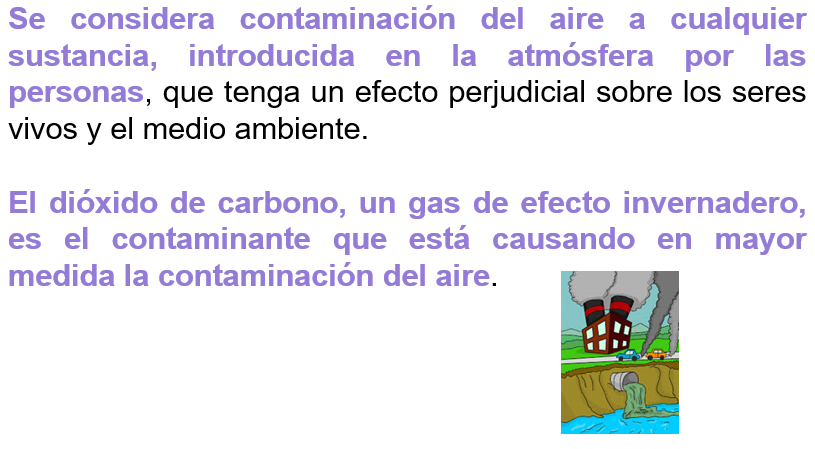 Se considera contaminación del aire a cualquier
sustancia, introducida en la atmósfera por las
personas, que tenga un efecto perjudicial sobre los seres
vivos y el medio ambiente.
El dióxido de carbono, un gas de efecto invernadero,
es el contaminante que está causando en mayor
medida la contaminación del aire.